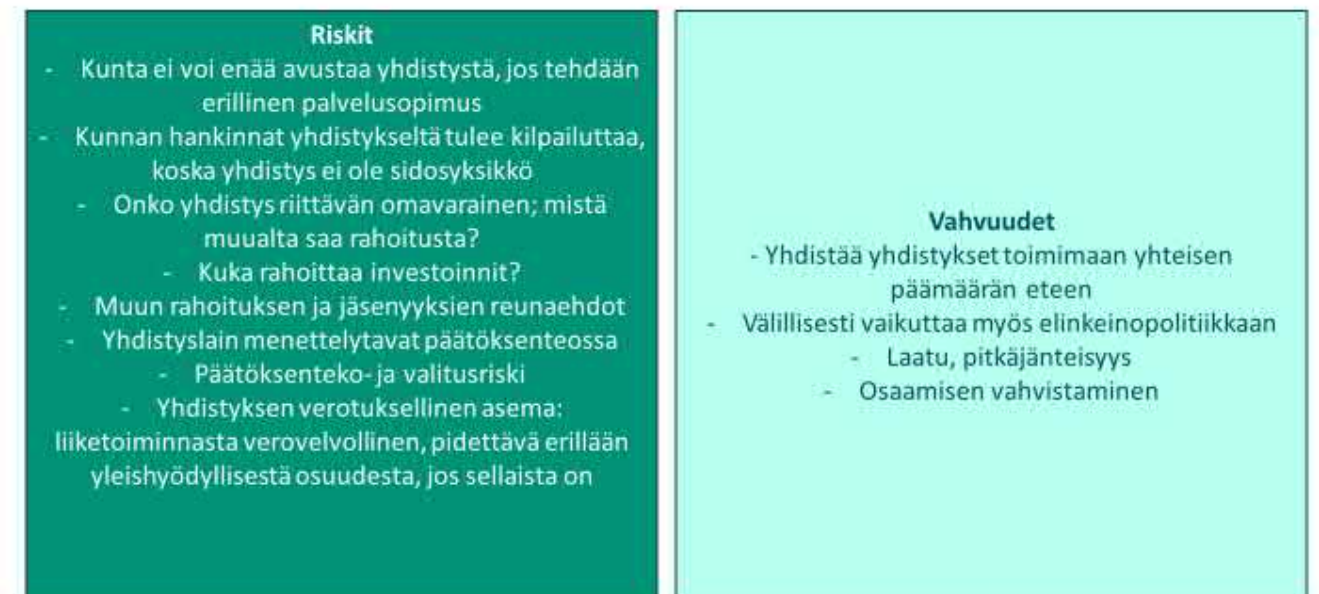 Riskit
- Kunta ei voi enää avustaa yhdistystä, jos tehdään
erillinen palvelusopimus
- Kunnan hankinnat yhdistykseltä tulee kilpailuttaa,
koska yhdistys ei ole sidosyksikkö
- Onko yhdistys riittävän omavarainen; mistä
muualta saa rahoitusta?
- Kuka rahoittaa investoinnit?
- Muun rahoituksen ja jäsenyyksien reunaehdot
- Yhdistyslain menettelytavat päätöksenteossa
- Päätöksenteko- ja valitusriski
- Yhdistyksen verotuksellinen asema:
liiketoiminnasta verovelvollinen, pidettävä erillään
yleishyödyllisestä osuudesta, jos sellaista on
Vahvuudet
- Yhdistää yhdistykset toimimaan yhteisen
päämäärän eteen
- Välillisesti vaikuttaa myös elinkeinopolitiikkaan
- Laatu, pitkäjänteisyys
- Osaamisen vahvistaminen